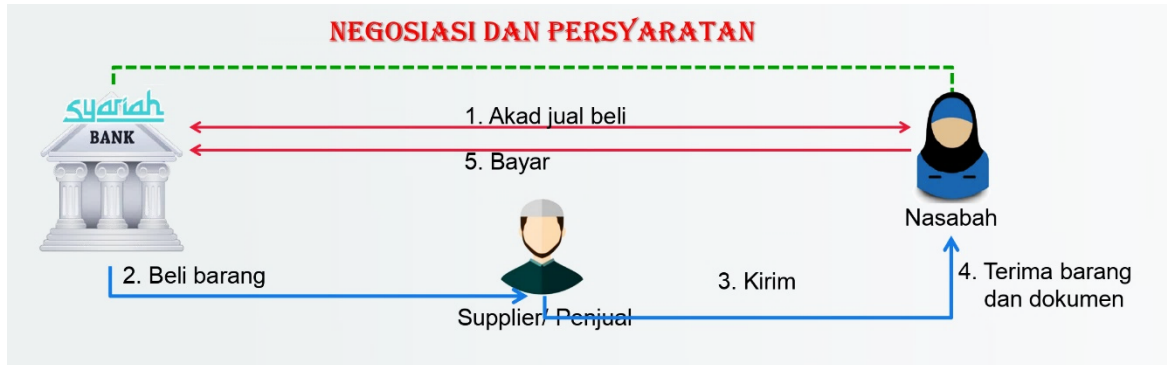 NEGOSIASI DAN PERSYARATAN
syariah
BANK
1. Akad jual beli
5. Bayar
Nasabah
2. Beli barang
3. Kirim
4. Terima barang
dan dokumen
Supplier/ Penjual